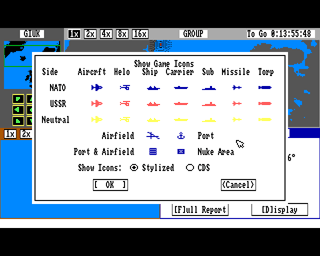 GIUK 1x 2x 4x 8x 16x GROUP To Go 0:13:55:48
Show Game Icons
Side Aircrft Helo Ship Carrier Sub Missile Torp
NATO
USSR
Neutral
Airfield Port
Port & Airfield Nuke Area
Show Icons: Stylized CDS
[ OK ] <Cancel>
1x 2x
6°
[F]ull Report [D]isplay